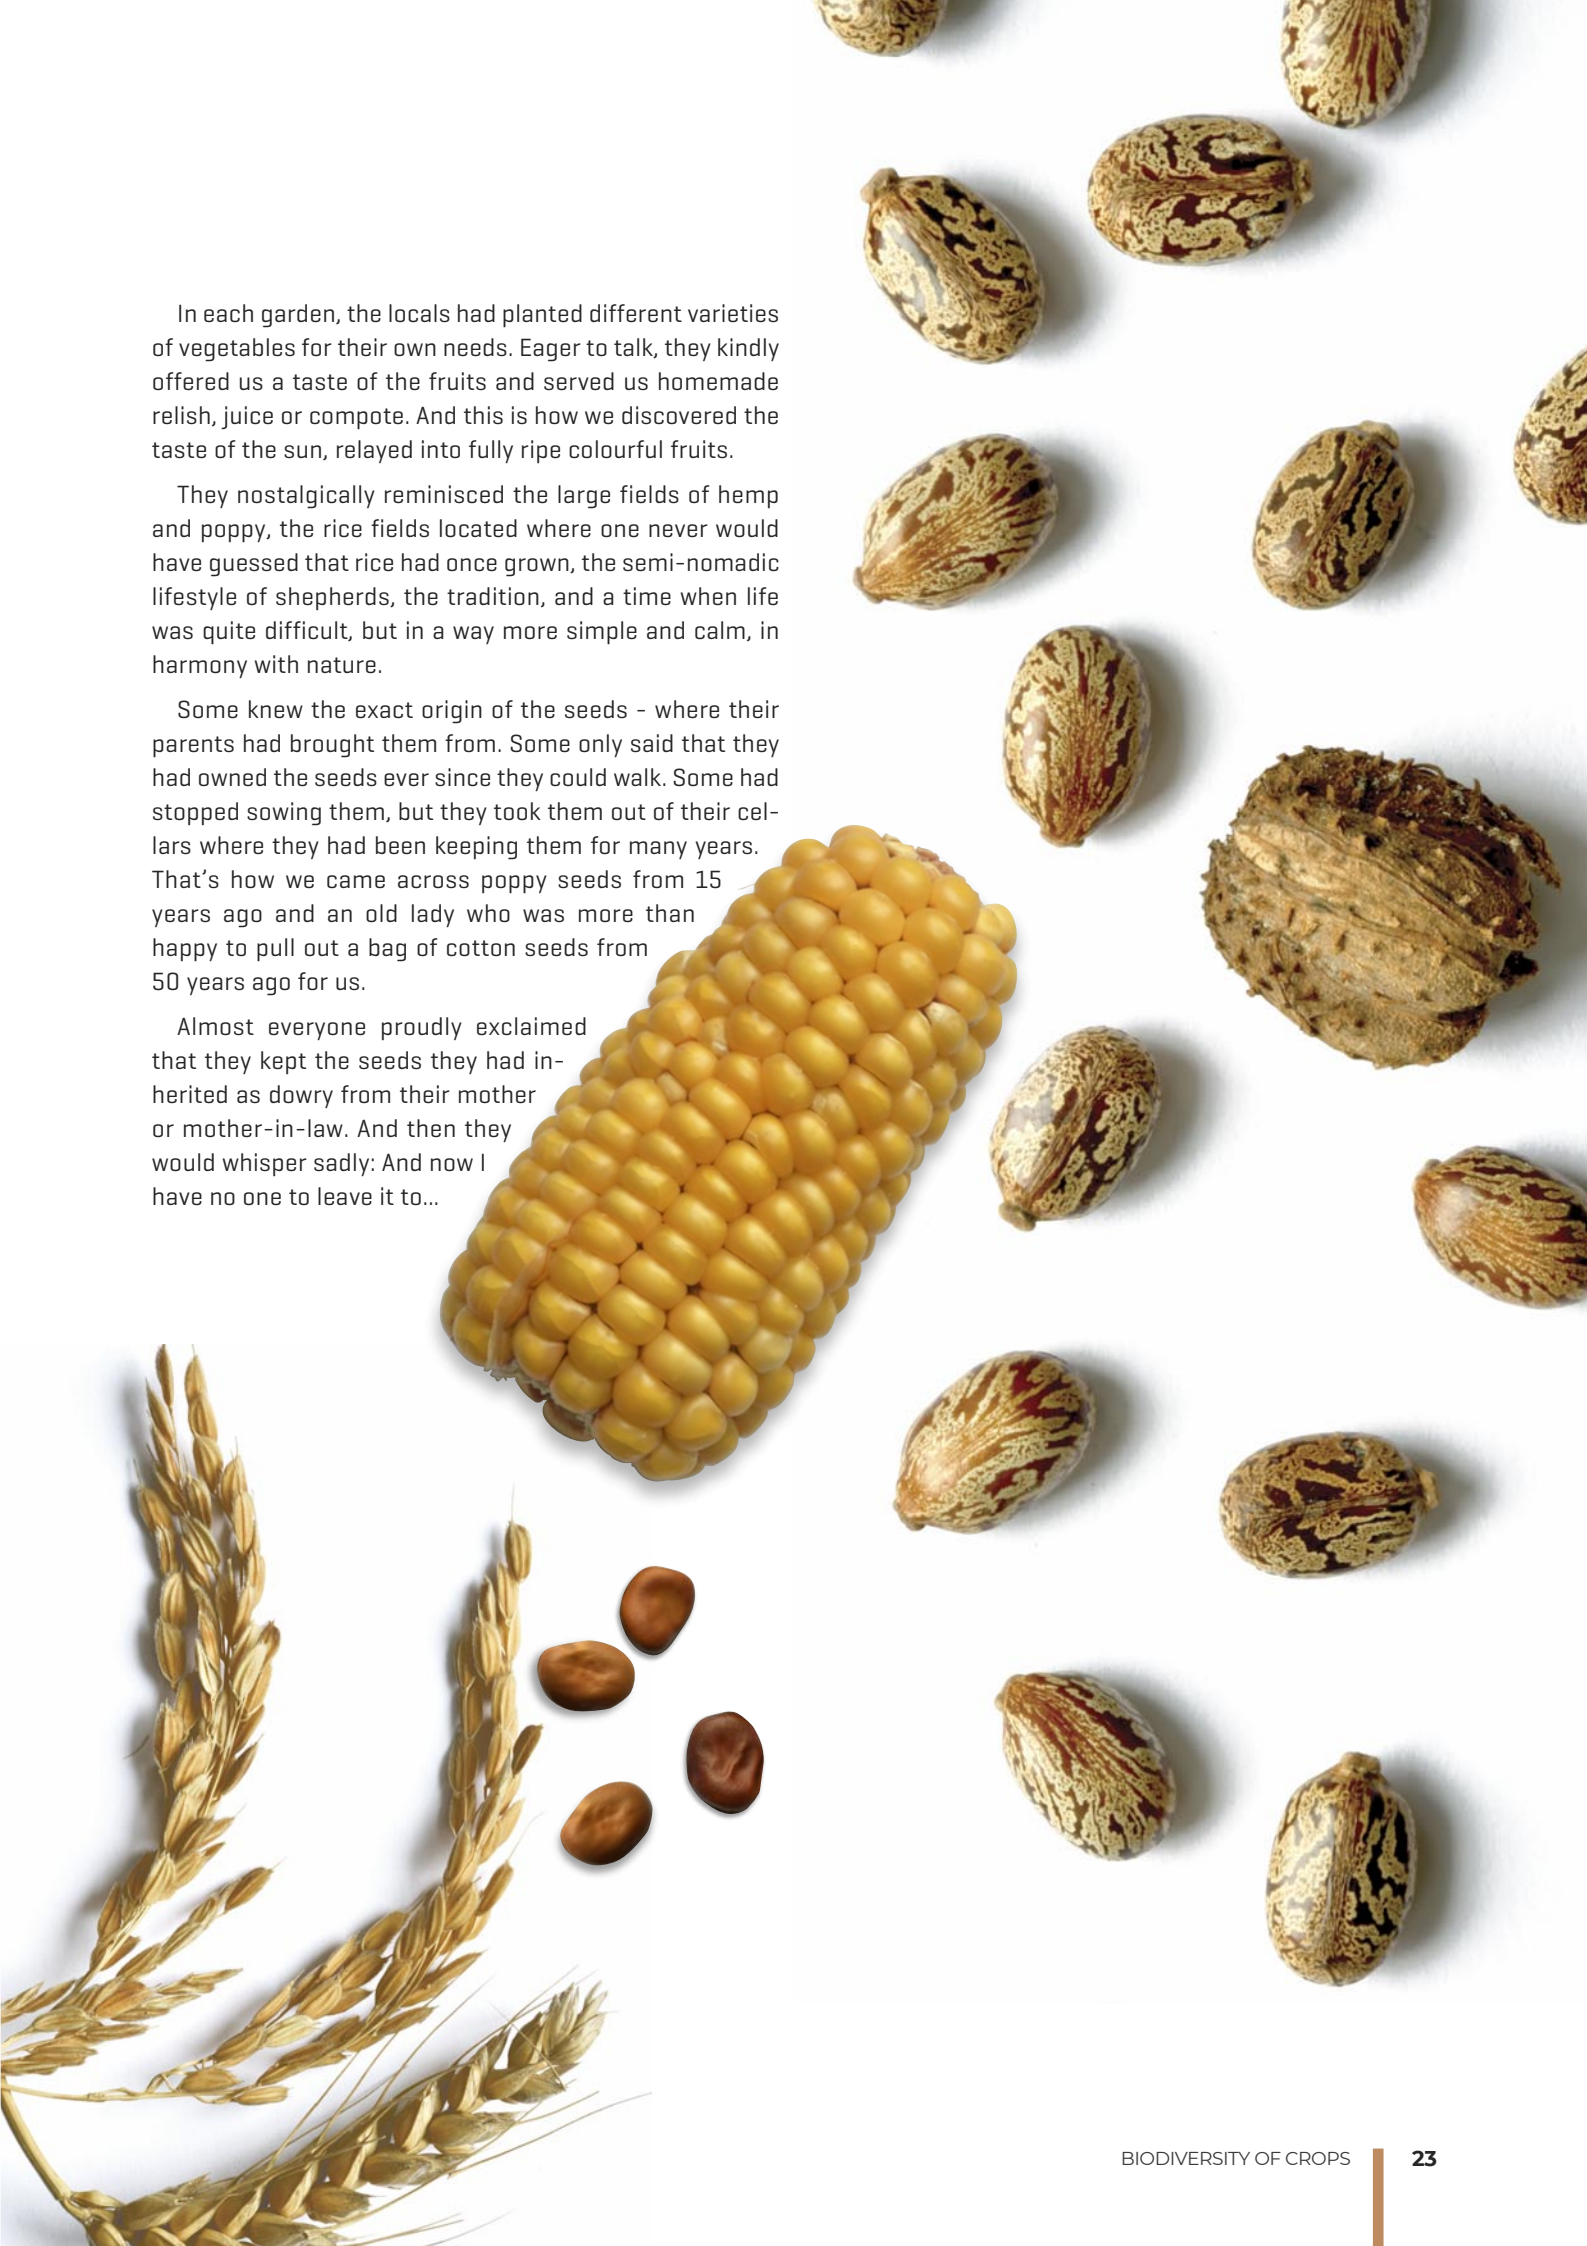 In each garden, the locals had planted different varieties
of vegetables for their own needs. Eager to talk, they kindly
offered us a taste of the fruits and served us homemade
relish, juice or compote. And this is how we discovered the
taste of the sun, relayed into fully ripe colourful fruits.
They nostalgically reminisced the large fields of hemp
and poppy, the rice fields located where one never would
have guessed that rice had once grown, the semi-nomadic
lifestyle of shepherds, the tradition, and a time when life
was quite difficult, but in a way more simple and calm, in
harmony with nature.
Some knew the exact origin of the seeds - where their
parents had brought them from. Some only said that they
had owned the seeds ever since they could walk. Some had
stopped sowing them, but they took them out of their cel-
lars where they had been keeping them for many years.
That's how we came across poppy seeds from 15
years ago and an old lady who was more than
happy to pull out a bag of cotton seeds from
50 years ago for us.
Almost everyone proudly exclaimed
that they kept the seeds they had in-
herited as dowry from their mother
or mother-in-law. And then they
would whisper sadly: And now I
have no one to leave it to...
BIODIVERSITY OF CROPS 23